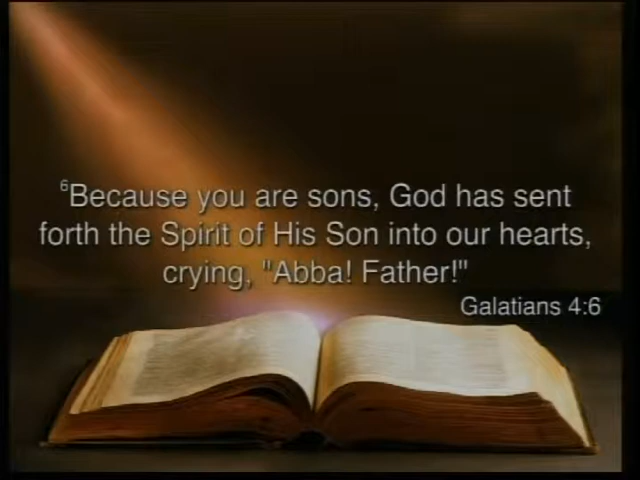 ⁶Because you are sons, God has sent
forth the Spirit of His Son into our hearts,
crying, "Abba! Father!"
Galatians 4:6